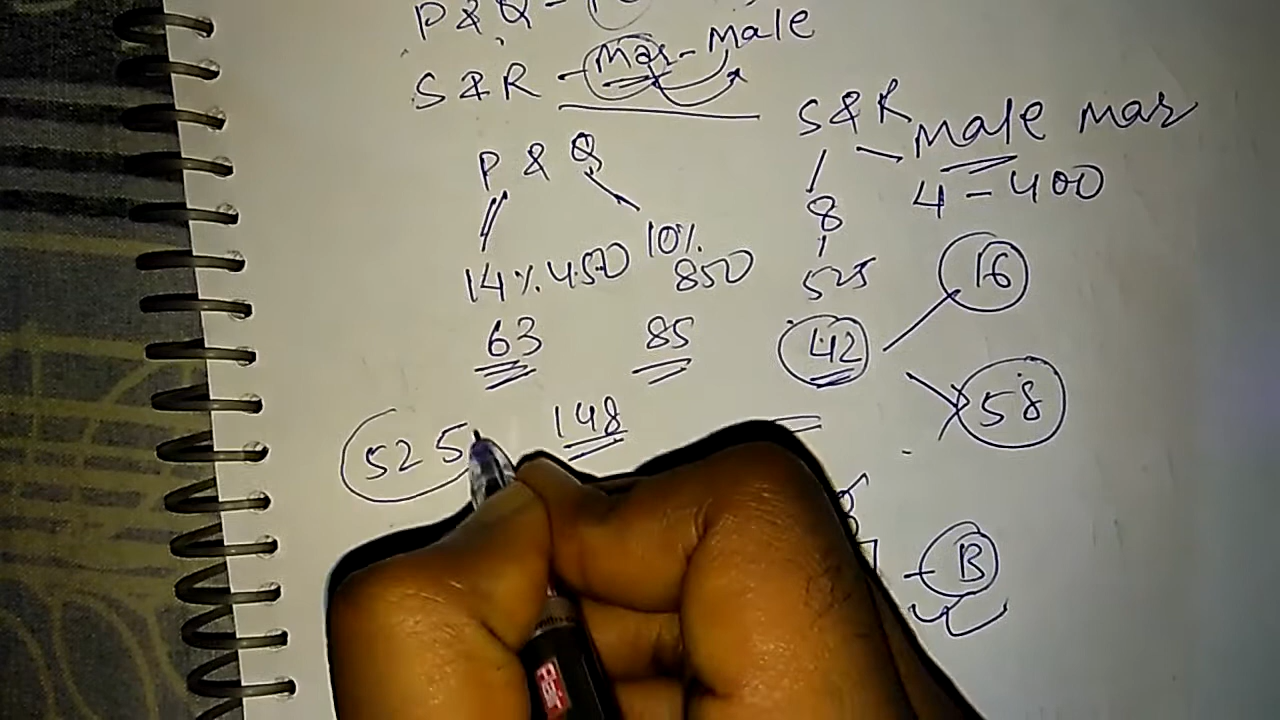 P & Q -
S & R - Mar - Male
S & R Male Mar
P & Q
8
4 - 400
14% 450
10%
850
525
16
63
85
42
58
148
525
B
Flair